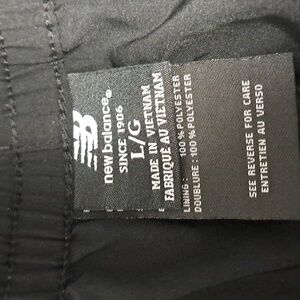 new balance®
SINCE 1906
L/G
MADE IN VIETNAM
FABRIQUÉ AU VIETNAM
LINING: 100% POLYESTER
DOUBLURE: 100% POLYESTER
SEE REVERSE FOR CARE
ENTRETIEN AU VERSO